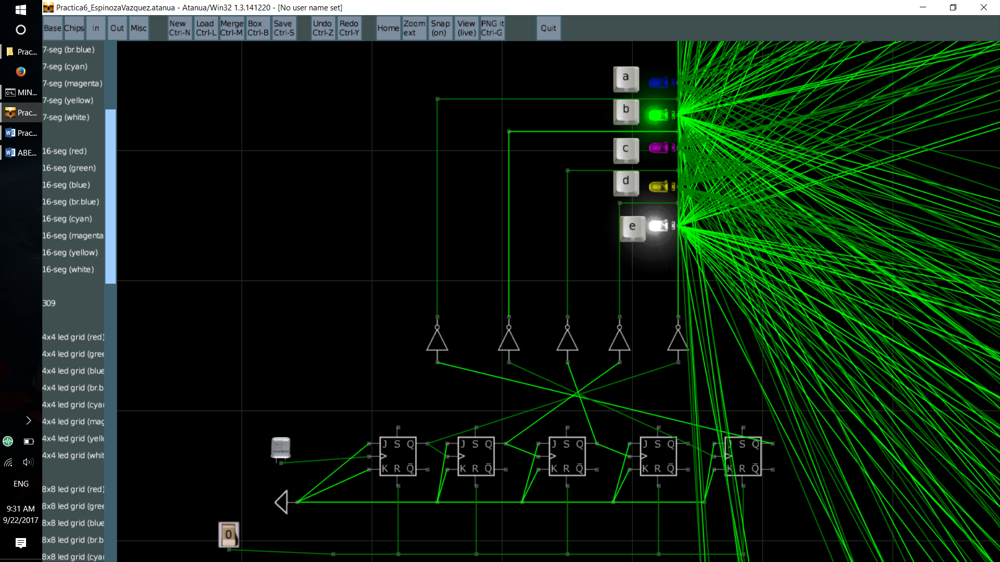 Practica6_EspinozaVazquez.atanua - Atanua/Win32 1.3.141220 - [No user name set]
Base Chips In Out Misc
New Ctrl-N
Load Ctrl-L
Merge Ctrl-M
Box Ctrl-B
Save Ctrl-S
Undo Ctrl-Z
Redo Ctrl-Y
Home
Zoom ext
Snap (on)
View (live)
PNG it Ctrl-G
Quit
Prac...
MIN...
Prac...
Prac...
ABE...
ENG
9:31 AM
9/22/2017
7-seg (br.blue)
7-seg (cyan)
7-seg (magenta)
7-seg (yellow)
7-seg (white)
16-seg (red)
16-seg (green)
16-seg (blue)
16-seg (br.blue)
16-seg (cyan)
16-seg (magenta
16-seg (yellow)
16-seg (white)
309
4x4 led grid (red)
4x4 led grid (gree
4x4 led grid (blue
4x4 led grid (br.b
4x4 led grid (cyar
4x4 led grid (mag
4x4 led grid (yell
4x4 led grid (whit
8x8 led grid (red)
8x8 led grid (gree
8x8 led grid (blue
8x8 led grid (br.b
8x8 led grid (cyar
a
b
c
d
e
J S Q
K R Q̅
J S Q
K R Q̅
J S Q
K R Q̅
J S Q
K R Q̅
J S Q
K R Q̅
0